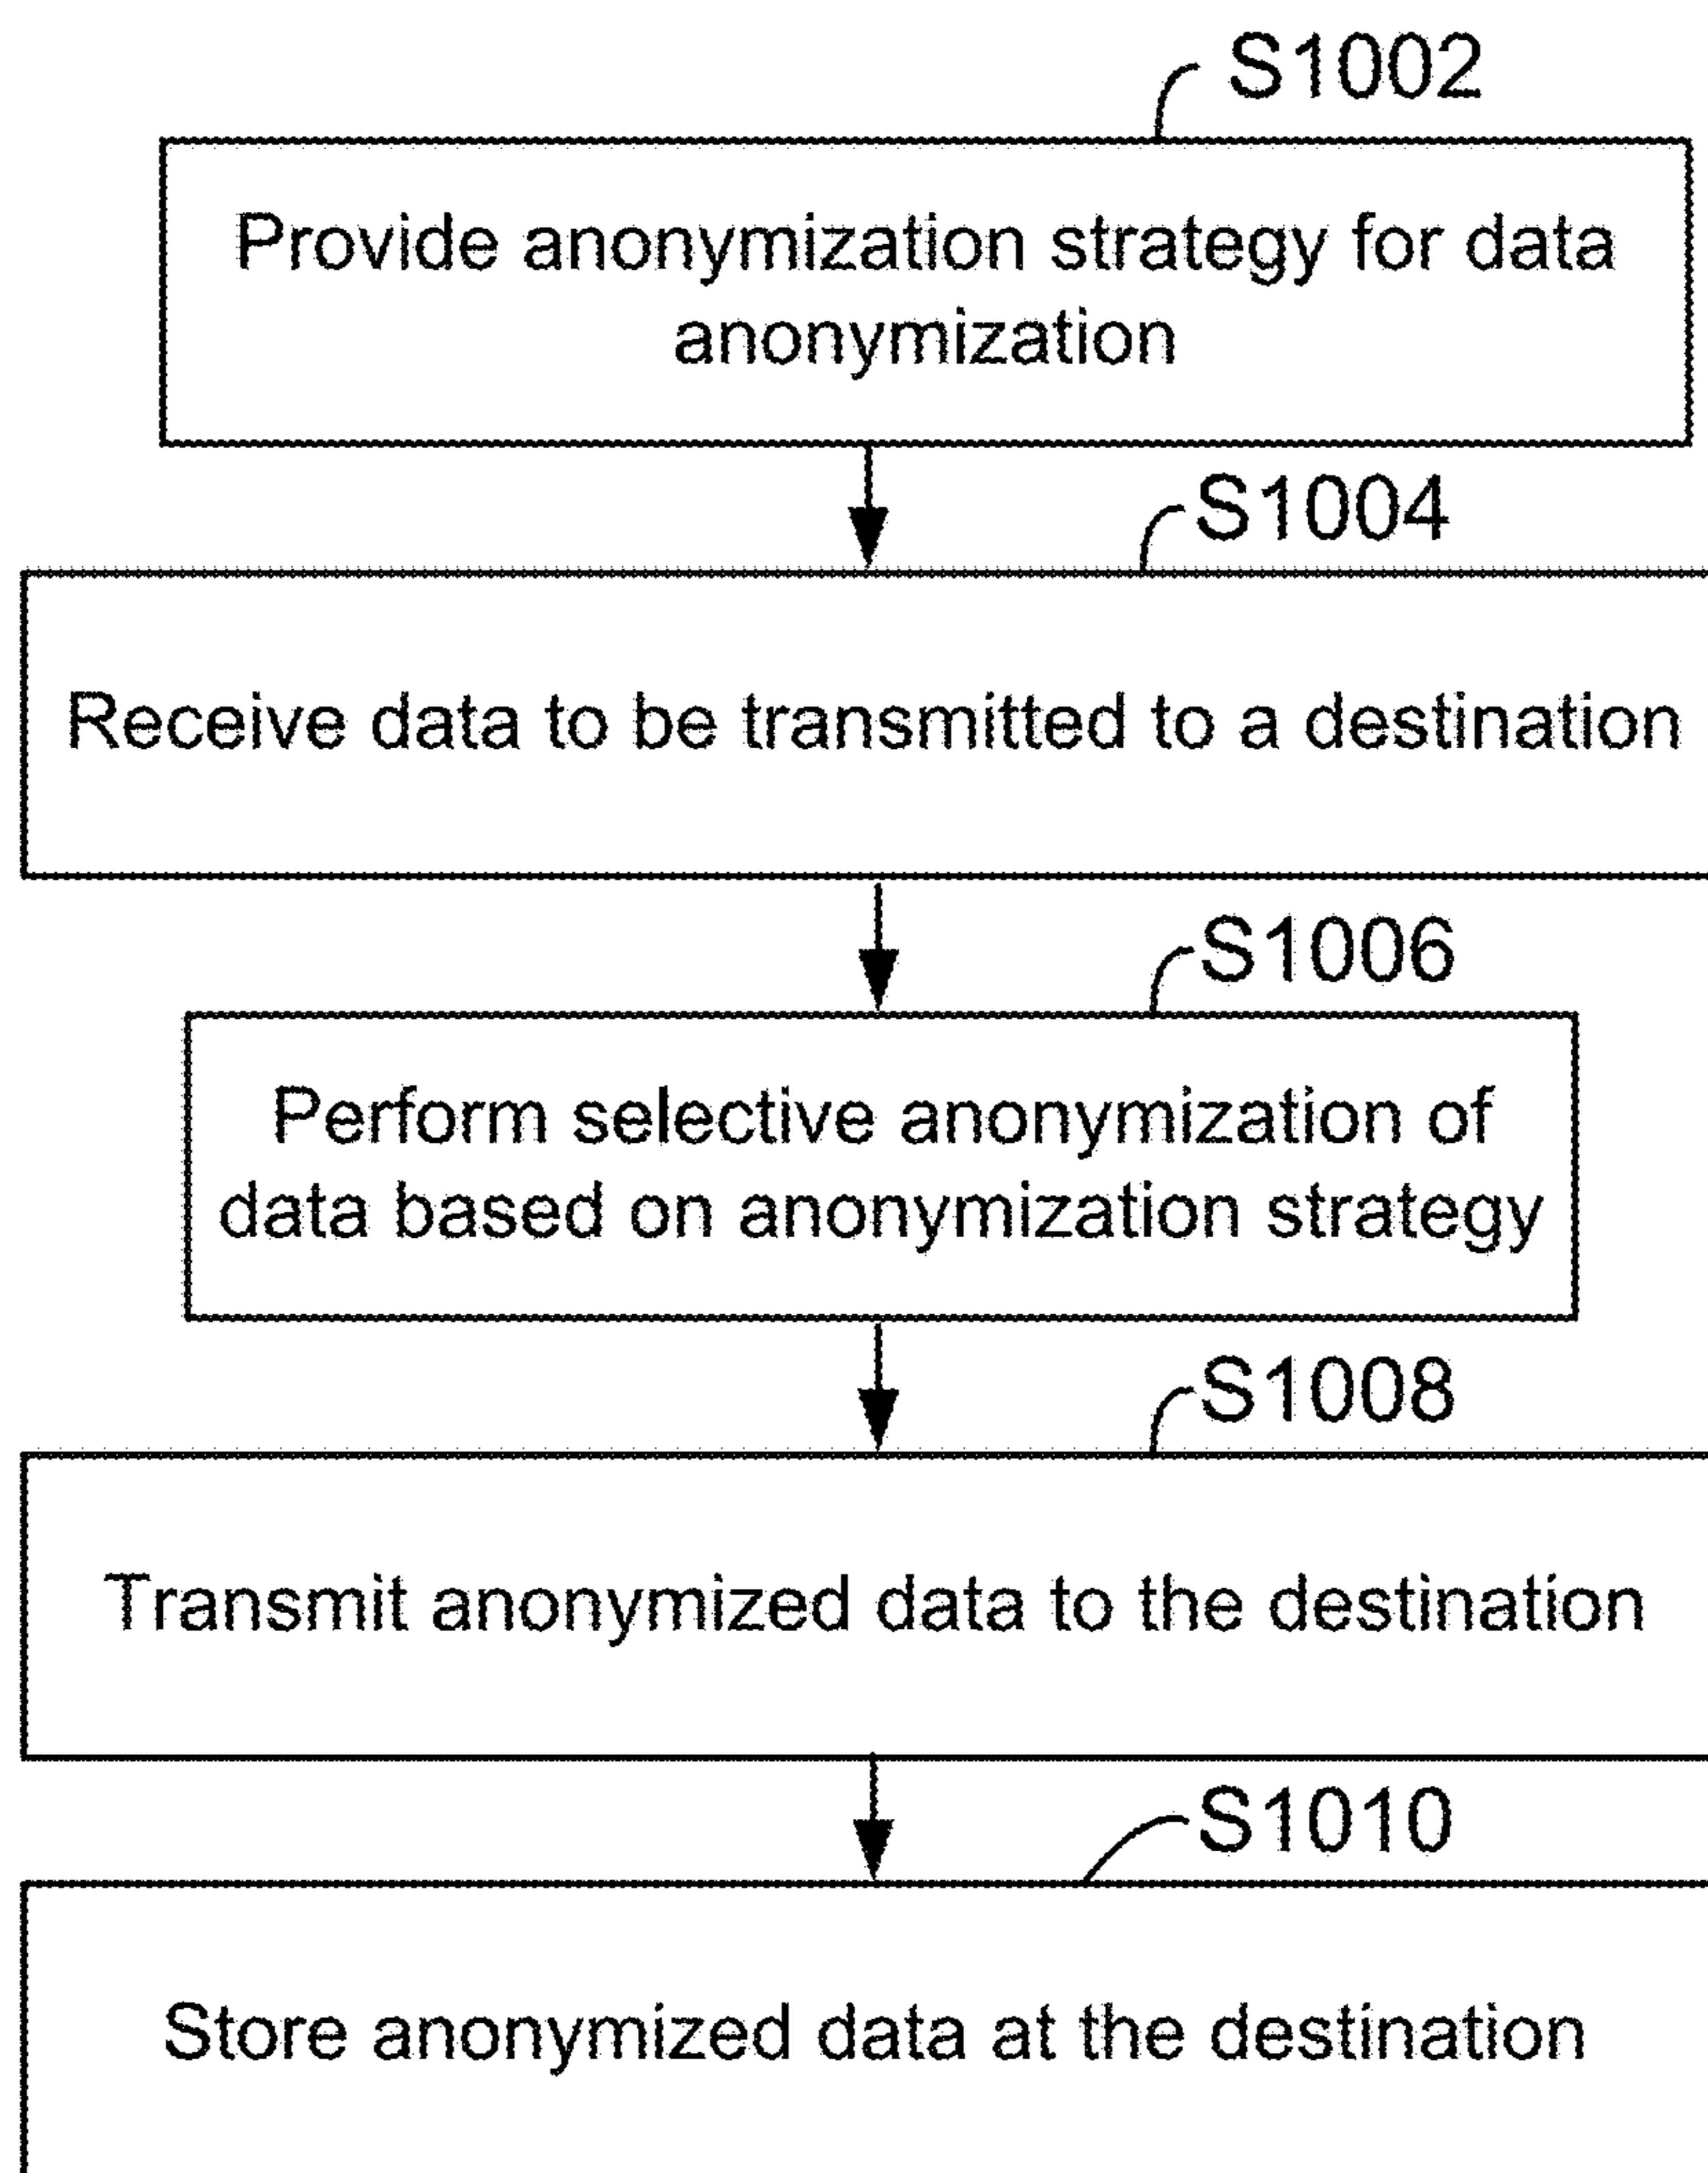 S1002
Provide anonymization strategy for data
anonymization
S1004
Receive data to be transmitted to a destination
S1006
Perform selective anonymization of
data based on anonymization strategy
S1008
Transmit anonymized data to the destination
S1010
Store anonymized data at the destination